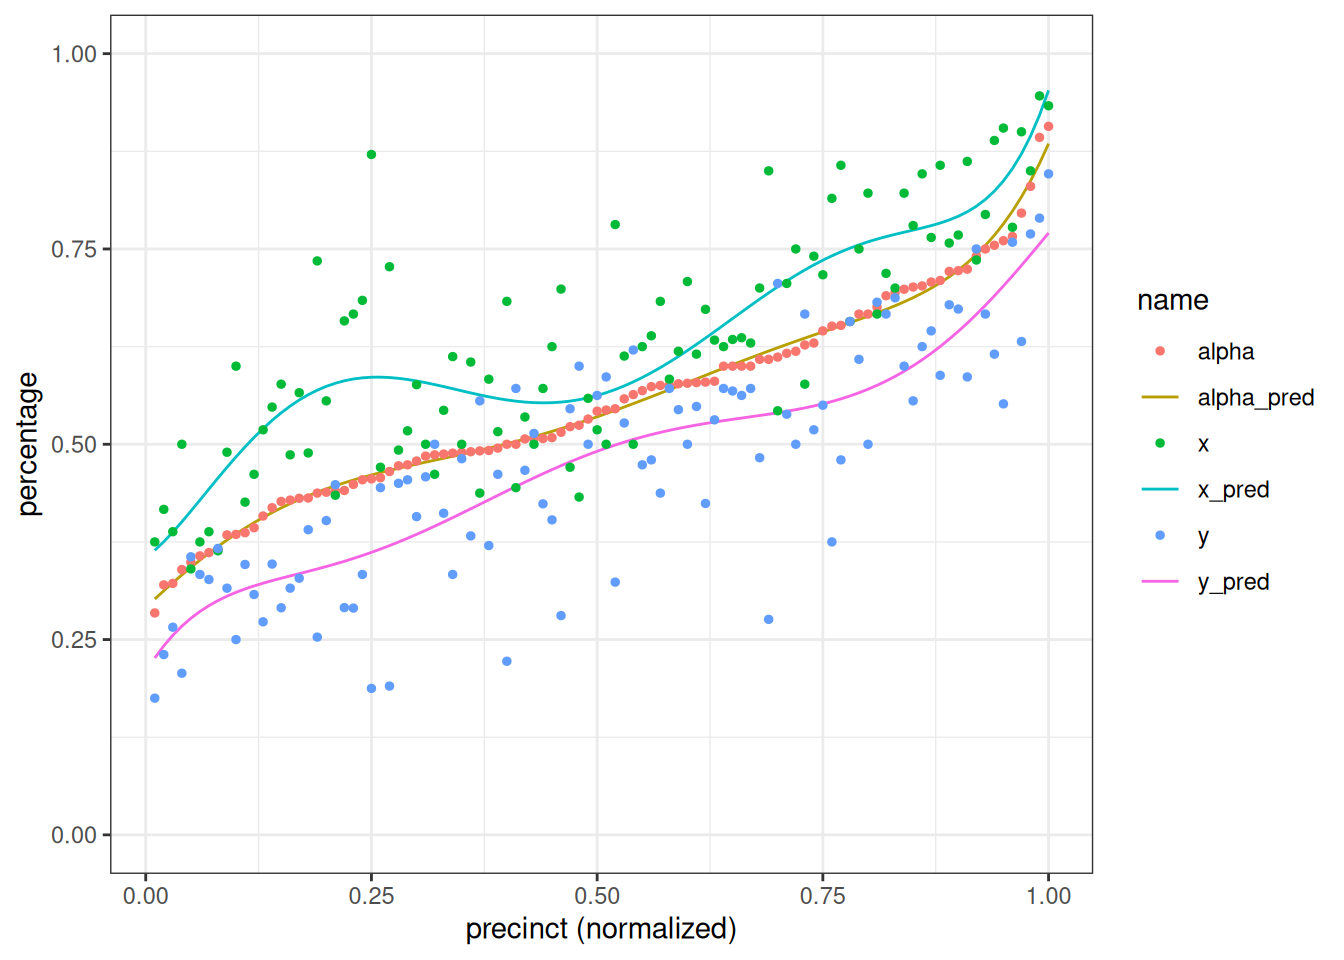 1.00
0.75
0.50
0.25
0.00
percentage
0.00 0.25 0.50 0.75 1.00
precinct (normalized)
name
alpha
alpha_pred
x
x_pred
y
y_pred